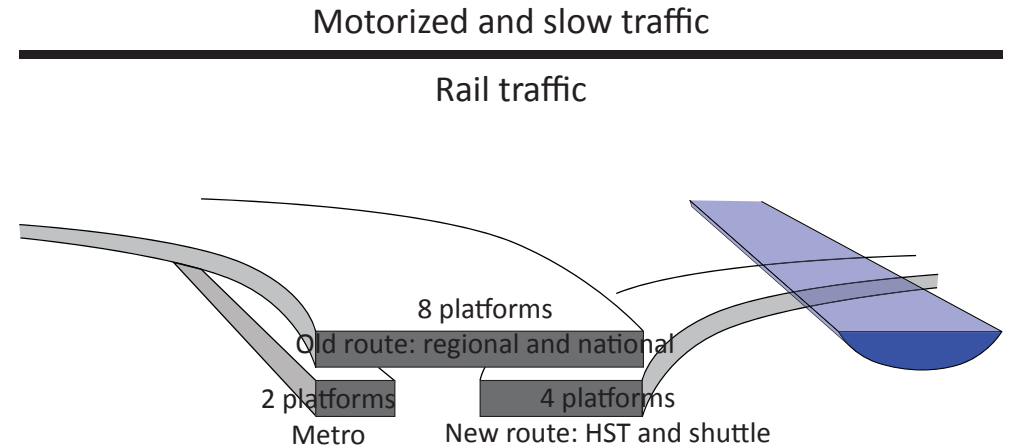 Motorized and slow traffic
Rail traffic
8 platforms
Old route: regional and national
2 platforms
4 platforms
Metro
New route: HST and shuttle